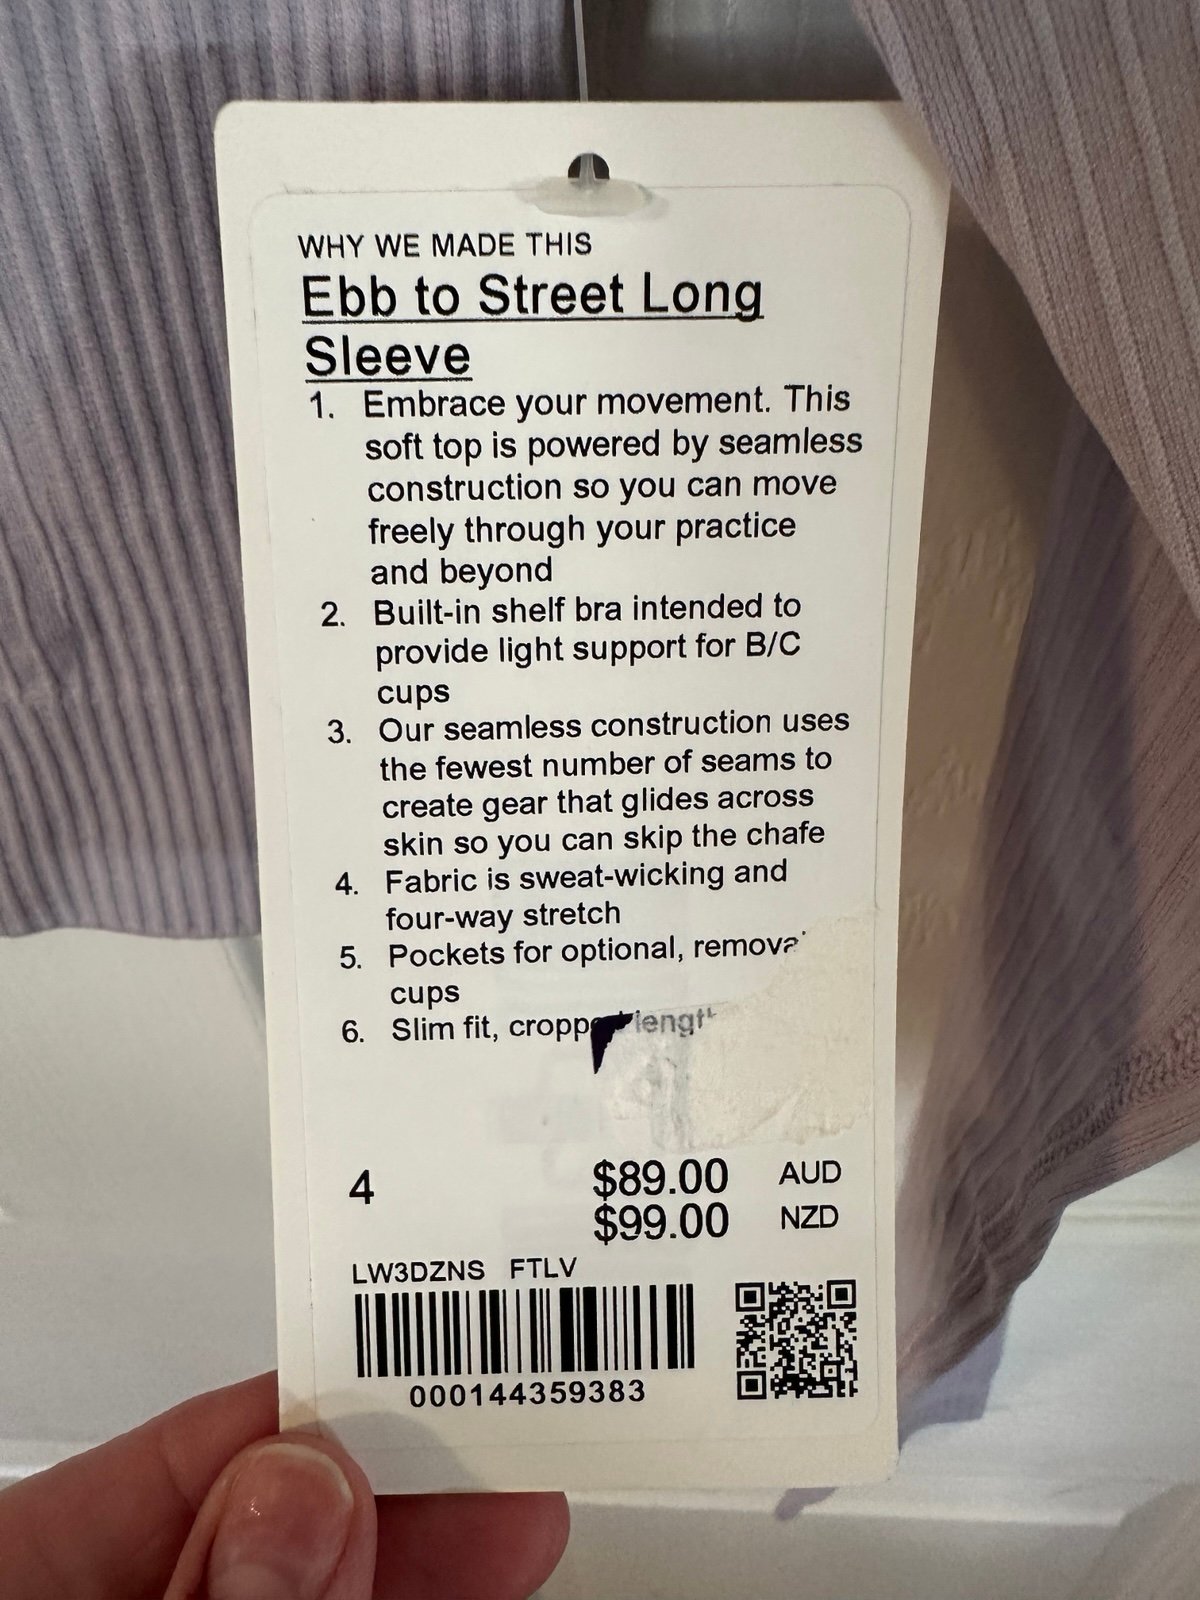 WHY WE MADE THIS
Ebb to Street Long
Sleeve
1. Embrace your movement. This
soft top is powered by seamless
construction so you can move
freely through your practice
and beyond
2. Built-in shelf bra intended to
provide light support for B/C
cups
3. Our seamless construction uses
the fewest number of seams to
create gear that glides across
skin so you can skip the chafe
4. Fabric is sweat-wicking and
four-way stretch
5. Pockets for optional,
cups
6. Slim fit,
4 $89.00 AUD
$99.00 NZD
LW3DZNS FTLV
000144359383